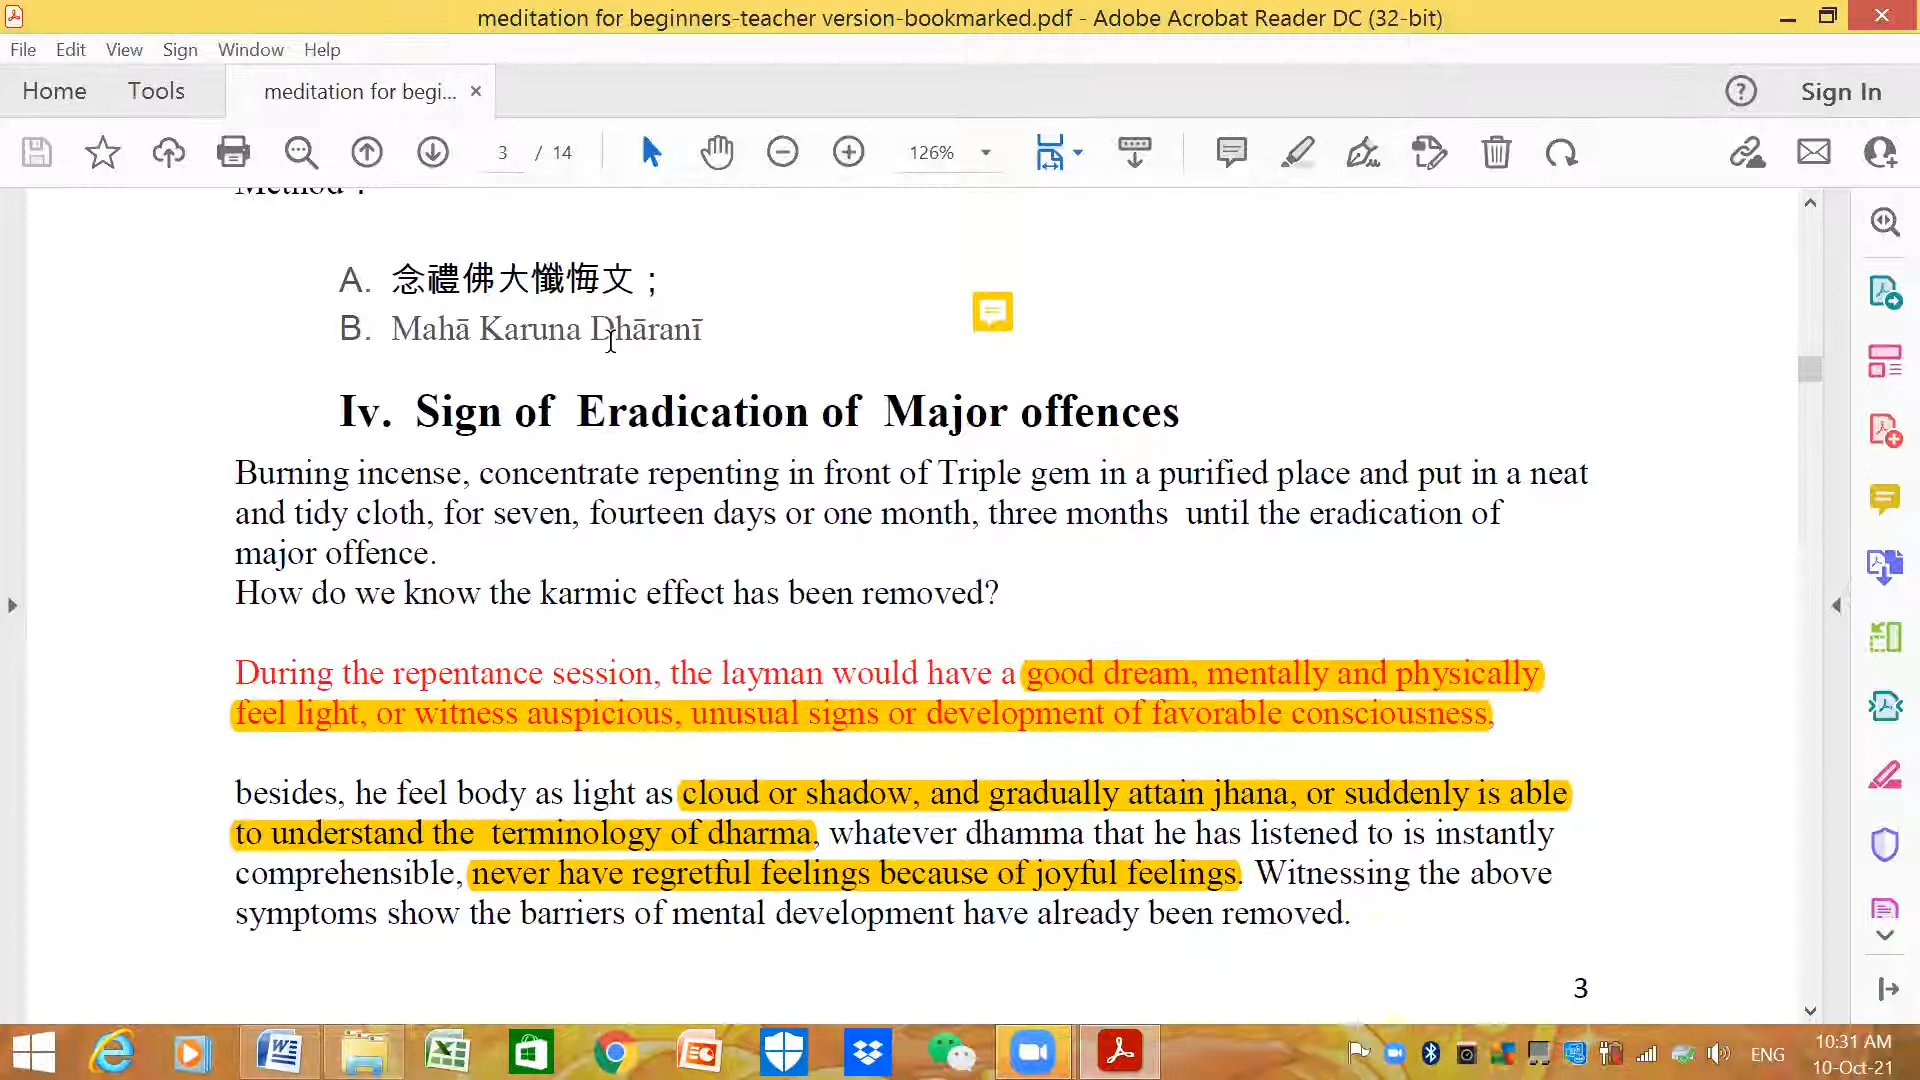 meditation for beginners-teacher version-bookmarked.pdf - Adobe Acrobat Reader DC (32-bit)
File Edit View Sign Window Help
Home Tools meditation for begi... × Sign In
3 / 14 126%
Method :
A. 念禮佛大懺悔文；
B. Mahā Karuna Dhāranī
Iv. Sign of Eradication of Major offences
Burning incense, concentrate repenting in front of Triple gem in a purified place and put in a neat
and tidy cloth, for seven, fourteen days or one month, three months until the eradication of
major offence.
How do we know the karmic effect has been removed?
During the repentance session, the layman would have a good dream, mentally and physically
feel light, or witness auspicious, unusual signs or development of favorable consciousness,
besides, he feel body as light as cloud or shadow, and gradually attain jhana, or suddenly is able
to understand the terminology of dharma, whatever dhamma that he has listened to is instantly
comprehensible, never have regretful feelings because of joyful feelings. Witnessing the above
symptoms show the barriers of mental development have already been removed.
3
ENG
10:31 AM
10-Oct-21